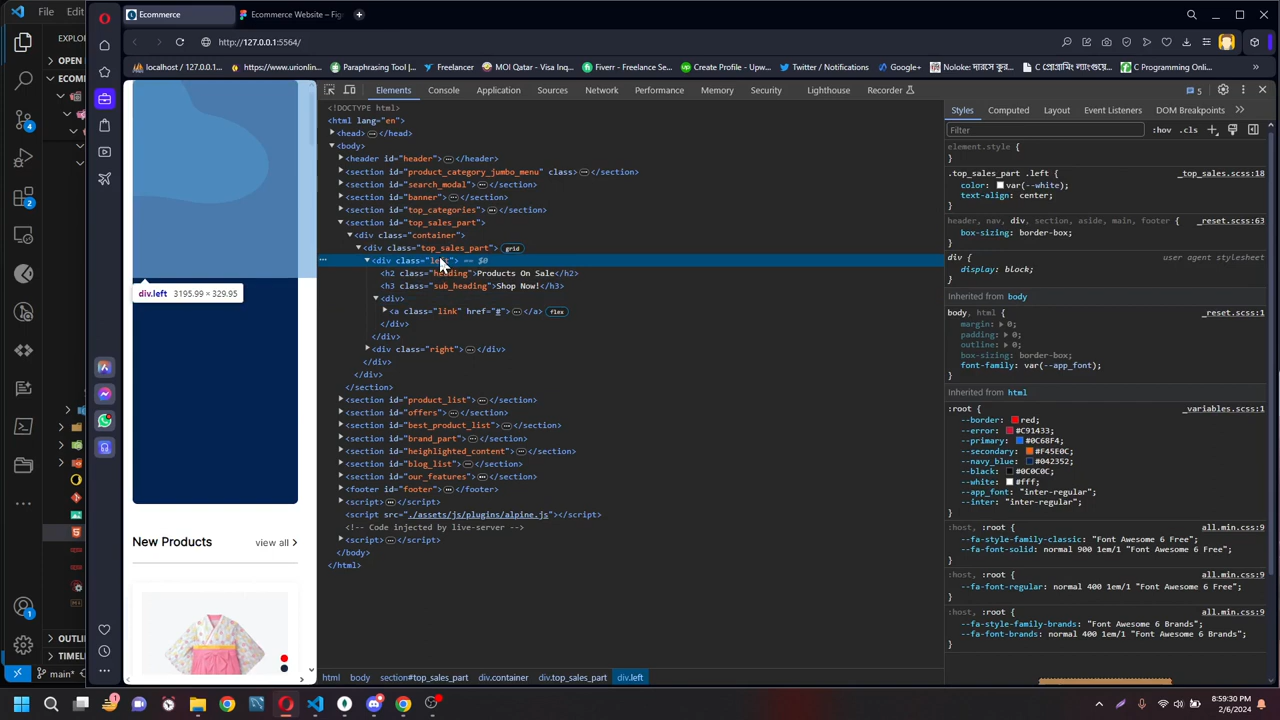 File
Edit
Ecommerce
Ecommerce Website – Fig
http://127.0.0.1:5564/
localhost / 127.0.0....
https://www.urionlin...
Paraphrasing Tool |...
Freelancer
MOI Qatar - Visa Inq...
Fiverr - Freelance Se...
Create Profile - Upw...
Twitter / Notifications
Google+
C Programming Onl...
EXPLOR
ECOMME
OUTLINE
TIMELINE
main*
div.left 3195.99 × 329.95
New Products
view all
Elements
Console
Application
Sources
Network
Performance
Memory
Security
Lighthouse
Recorder
5
<!DOCTYPE html>
<html lang="en">
<head> ... </head>
<body>
<header id="header"> ... </header>
<section id="product_category_jumbo_menu" class> ... </section>
<section id="search_modal"> ... </section>
<section id="banner"> ... </section>
<section id="top_categories"> ... </section>
<section id="top_sales_part">
<div class="container">
<div class="top_sales_part"> grid
<div class="left"> == $0
<h2 class="heading">Products On Sale</h2>
<h3 class="sub_heading">Shop Now!</h3>
<div>
<a class="link" href="#"> ... </a> flex
</div>
</div>
<div class="right"> ... </div>
</div>
</div>
</section>
<section id="product_list"> ... </section>
<section id="offers"> ... </section>
<section id="best_product_list"> ... </section>
<section id="brand_part"> ... </section>
<section id="heighlighted_content"> ... </section>
<section id="blog_list"> ... </section>
<section id="our_features"> ... </section>
<footer id="footer"> ... </footer>
<script> ... </script>
<script src="./assets/js/plugins/alpine.js"></script>
<!-- Code injected by live-server -->
<script> ... </script>
</body>
</html>
html body section#top_sales_part div.container div.top_sales_part div.left
Styles
Computed
Layout
Event Listeners
DOM Breakpoints
Filter
:hov .cls
element.style {
}
.top_sales_part .left { _top_sales.scss:18
color: var(--white);
text-align: center;
}
header, nav, div, section, aside, main, footer { _reset.scss:63
box-sizing: border-box;
}
div { user agent stylesheet
display: block;
}
Inherited from body
body, html { _reset.scss:1
margin: 0;
padding: 0;
outline: 0;
box-sizing: border-box;
font-family: var(--app_font);
}
Inherited from html
:root { _variables.scss:1
--border: red;
--error: #C91433;
--primary: #0C68F4;
--secondary: #F45E0C;
--navy_blue: #042352;
--black: #0C0C0C;
--white: #fff;
--app_font: "inter-regular";
--inter: "inter-regular";
}
:host, :root { all.min.css:9
--fa-style-family-classic: "Font Awesome 6 Free";
--fa-font-solid: normal 900 1em/1 "Font Awesome 6 Free";
}
:host, :root { all.min.css:9
--fa-font-regular: normal 400 1em/1 "Font Awesome 6 Free";
}
:host, :root { all.min.css:9
--fa-style-family-brands: "Font Awesome 6 Brands";
--fa-font-brands: normal 400 1em/1 "Font Awesome 6 Brands";
}
8:59:30 PM
2/6/2024